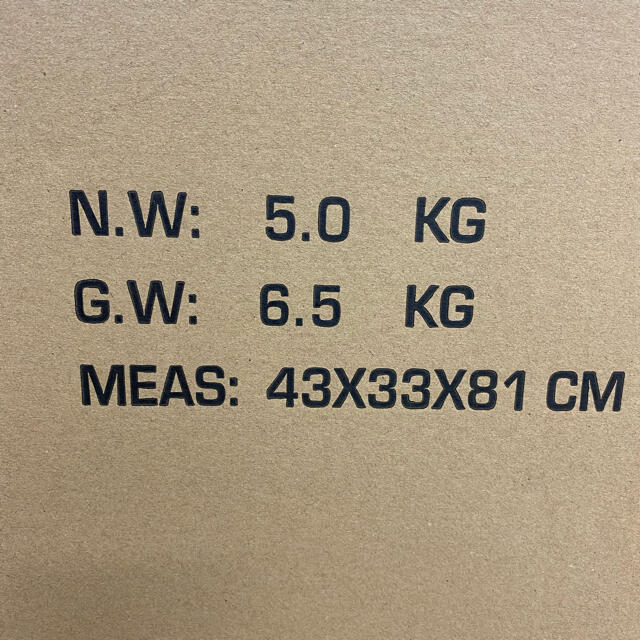 N.W: 5.0 KG
G.W: 6.5 KG
MEAS: 43X33X81 CM